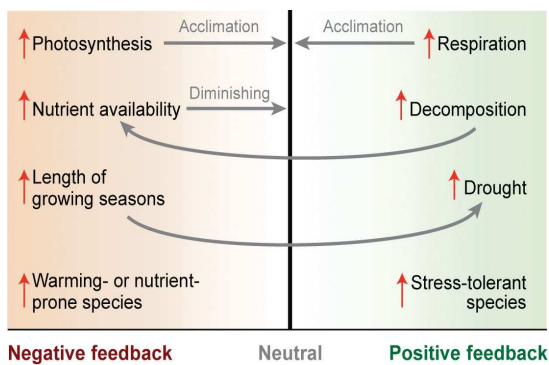 Acclimation
Acclimation
Photosynthesis
Respiration
Diminishing
Nutrient availability
Decomposition
Length of
growing seasons
Drought
Warming- or nutrient-
prone species
Stress-tolerant
species
Negative feedback
Neutral
Positive feedback